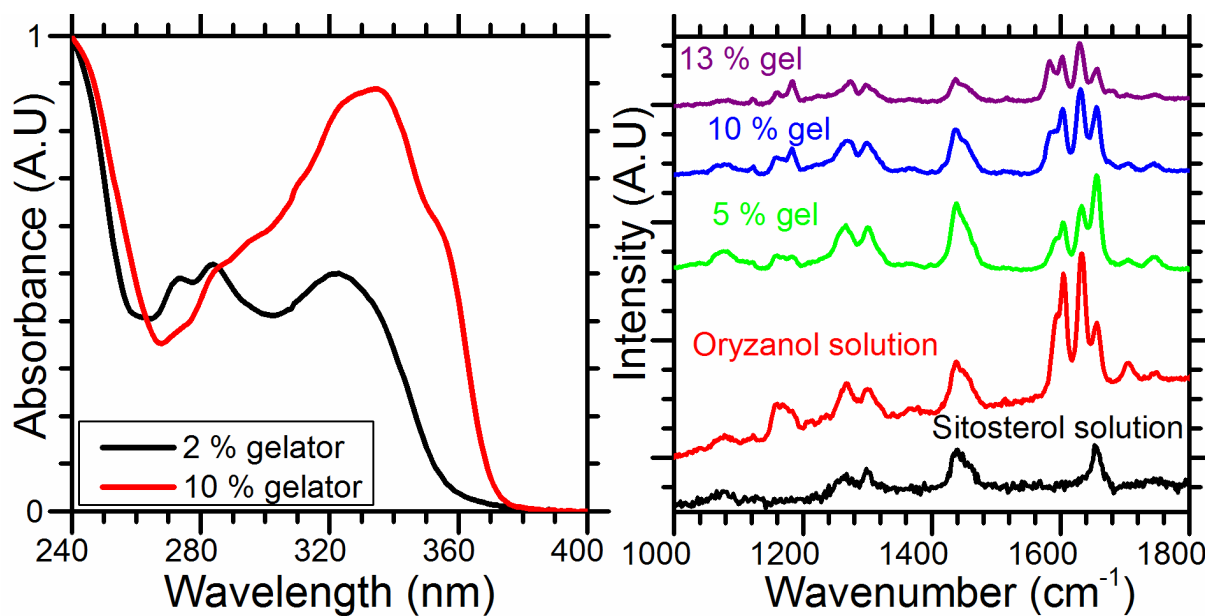 Absorbance (A.U)
1
0
2 % gelator
10 % gelator
240 280 320 360 400
Wavelength (nm)
Intensity (A.U)
13 % gel
10 % gel
5 % gel
Oryzanol solution
Sitosterol solution
1000 1200 1400 1600 1800
Wavenumber (cm⁻¹)